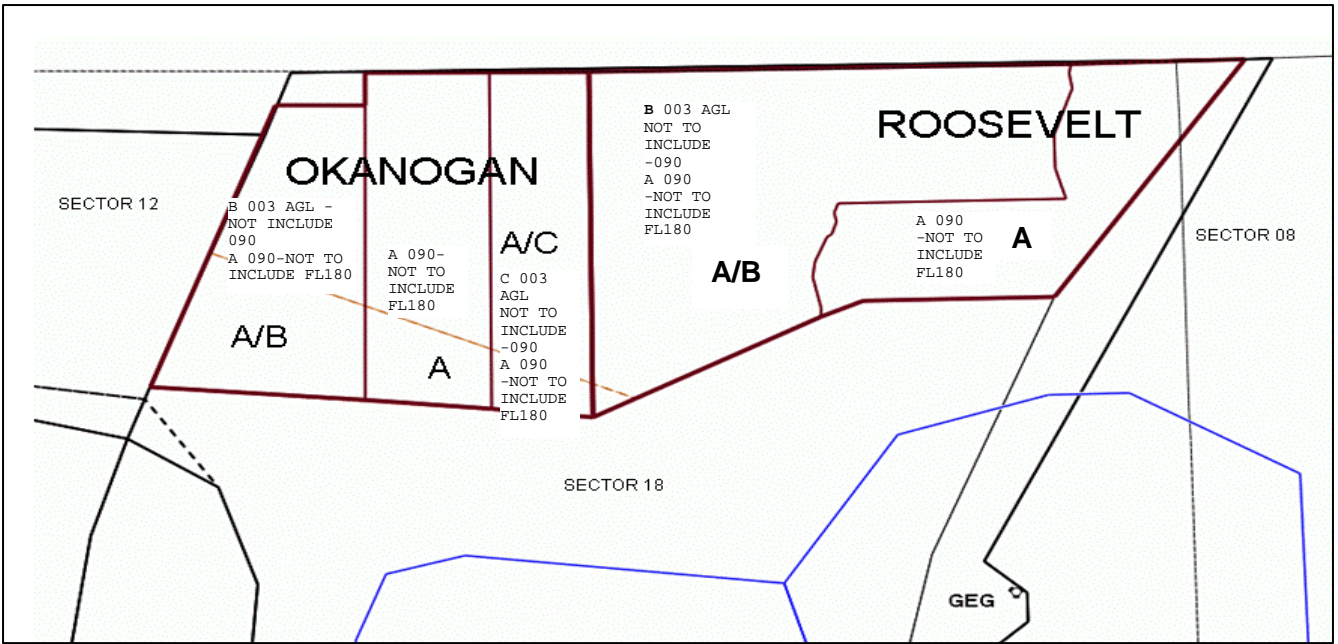 OKANOGAN
ROOSEVELT
SECTOR 12
B 003 AGL -
NOT INCLUDE
090
A 090-NOT TO
INCLUDE FL180
A/B
A 090-
NOT TO
INCLUDE
FL180
A
A/C
C 003
AGL
NOT TO
INCLUDE
-090
A 090
-NOT TO
INCLUDE
FL180
B 003 AGL
NOT TO
INCLUDE
-090
A 090
-NOT TO
INCLUDE
FL180
A/B
A 090
-NOT TO
INCLUDE
FL180
A
SECTOR 08
SECTOR 18
GEG